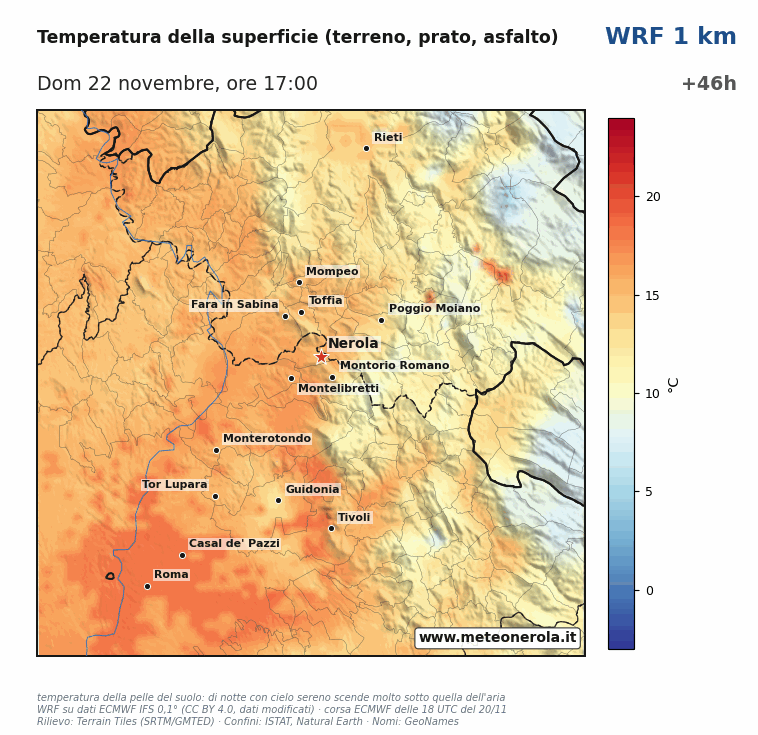 Temperatura della superficie (terreno, prato, asfalto)
WRF 1 km
Dom 22 novembre, ore 17:00
+46h
Rieti
Mompeo
Toffia
Fara in Sabina
Poggio Moiano
Nerola
Montorio Romano
Montelibretti
Monterotondo
Tor Lupara
Guidonia
Tivoli
Casal de' Pazzi
Roma
www.meteonerola.it
20
15
10
5
0
°C
temperatura della pelle del suolo: di notte con cielo sereno scende molto sotto quella dell'aria
WRF su dati ECMWF IFS 0,1° (CC BY 4.0, dati modificati) · corsa ECMWF delle 18 UTC del 20/11
Rilievo: Terrain Tiles (SRTM/GMTED) · Confini: ISTAT, Natural Earth · Nomi: GeoNames